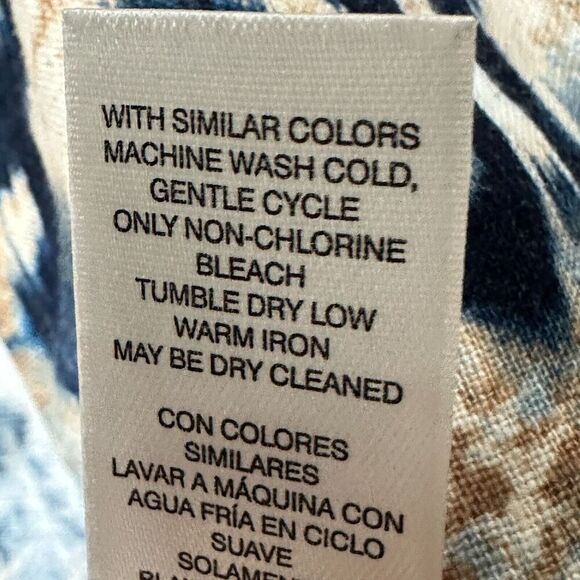 WITH SIMILAR COLORS
MACHINE WASH COLD,
GENTLE CYCLE
ONLY NON-CHLORINE
BLEACH
TUMBLE DRY LOW
WARM IRON
MAY BE DRY CLEANED
CON COLORES
SIMILARES
LAVAR A MÁQUINA CON
AGUA FRÍA EN CICLO
SUAVE